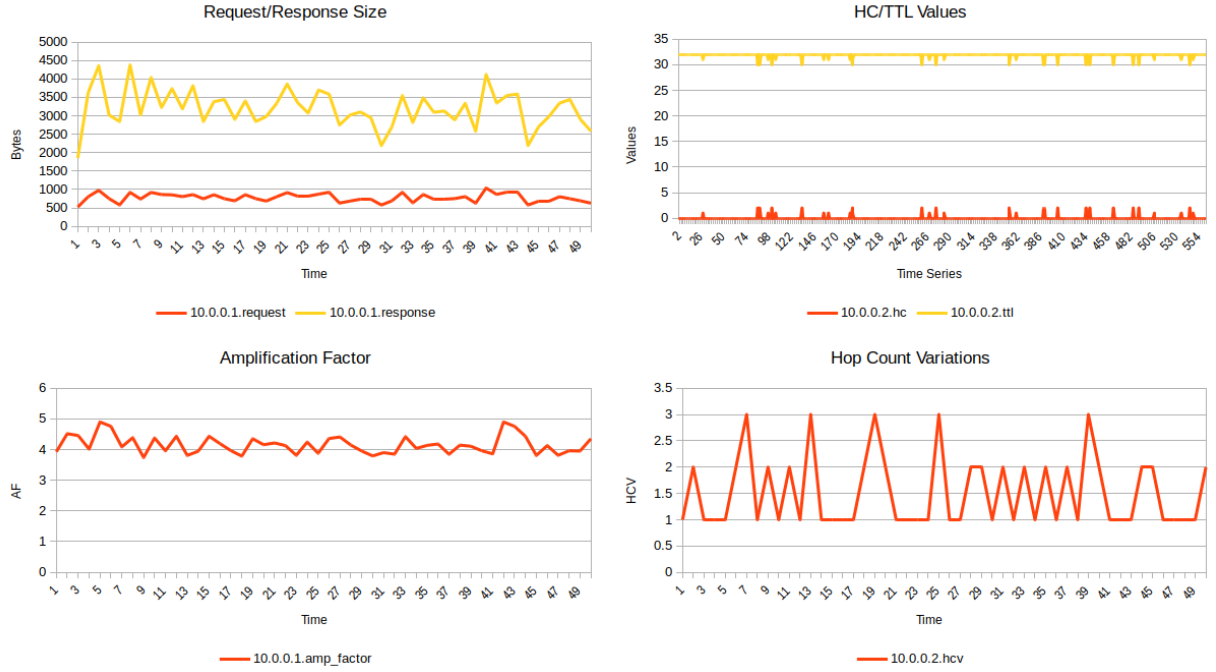 Request/Response Size
5000
4500
4000
3500
3000
2500
2000
1500
1000
500
0
Bytes
1 3 5 7 9 11 13 15 17 19 21 23 25 27 29 31 33 35 37 39 41 43 45 47 49
Time
10.0.0.1.request 10.0.0.1.response
HC/TTL Values
35
30
25
20
15
10
5
0
Values
2 26 50 74 98 122 146 170 194 218 242 266 290 314 338 362 386 410 434 458 482 506 530 554
Time Series
10.0.0.2.hc 10.0.0.2.ttl
Amplification Factor
6
5
4
3
2
1
0
AF
1 3 5 7 9 11 13 15 17 19 21 23 25 27 29 31 33 35 37 39 41 43 45 47 49
Time
10.0.0.1.amp_factor
Hop Count Variations
3.5
3
2.5
2
1.5
1
0.5
0
HCV
1 3 5 7 9 11 13 15 17 19 21 23 25 27 29 31 33 35 37 39 41 43 45 47 49
Time
10.0.0.2.hcv